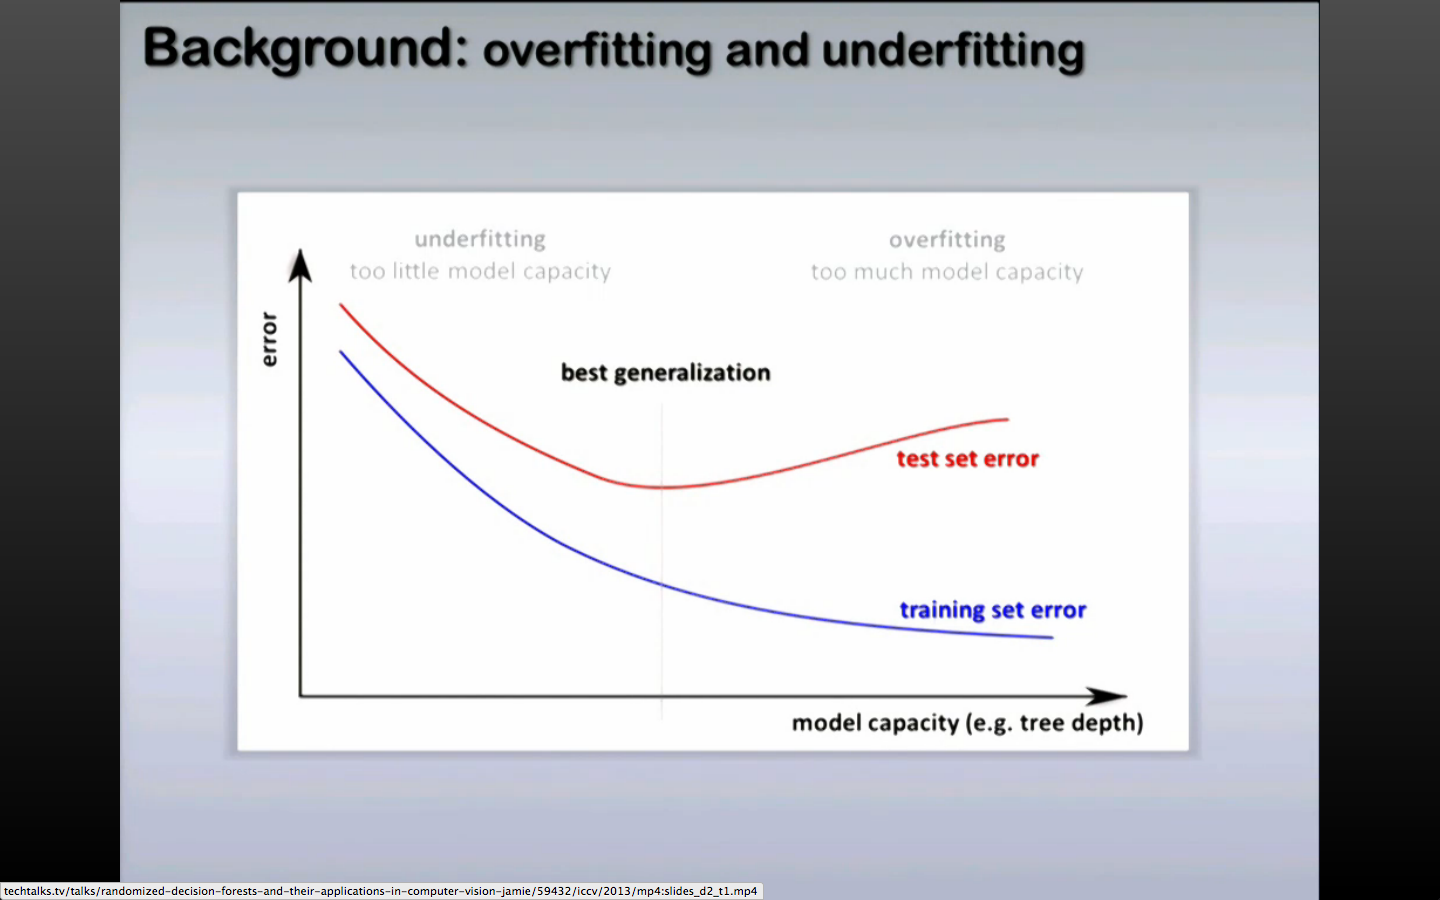 Background: overfitting and underfitting
underfitting
too little model capacity
overfitting
too much model capacity
error
best generalization
test set error
training set error
model capacity (e.g. tree depth)
techtalks.tv/talks/randomized-decision-forests-and-their-applications-in-computer-vision-jamie/59432/iccv/2013/mp4:slides_d2_t1.mp4